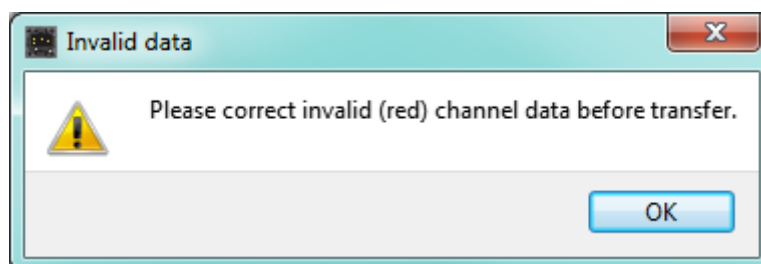 Invalid data
Please correct invalid (red) channel data before transfer.
OK